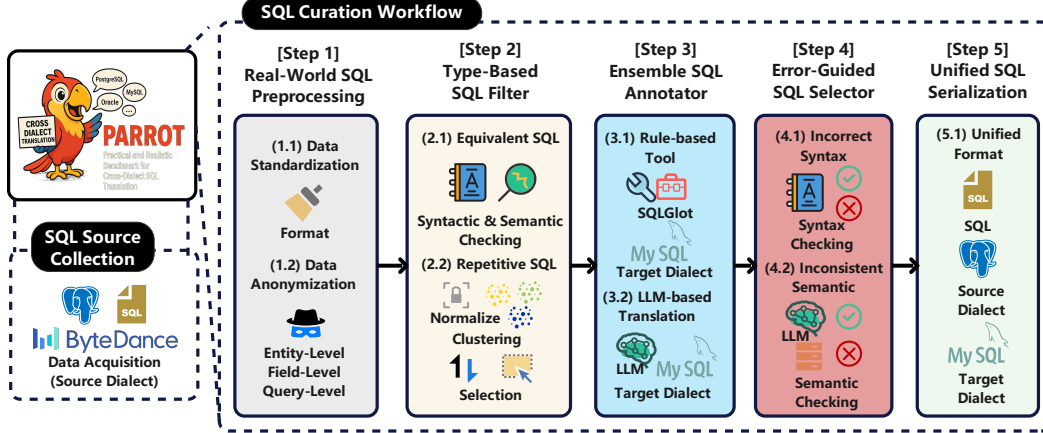 SQL Curation Workflow
PostgreSQL
MySQL
Oracle
...
CROSS
DIALECT
TRANSLATION
PARROT
Practical and Realistic
Benchmark for
Cross-Dialect SQL
Translation
SQL Source
Collection
SQL
ByteDance
Data Acquisition
(Source Dialect)
[Step 1]
Real-World SQL
Preprocessing
(1.1) Data
Standardization
Format
(1.2) Data
Anonymization
Entity-Level
Field-Level
Query-Level
[Step 2]
Type-Based
SQL Filter
(2.1) Equivalent SQL
A
Syntactic & Semantic
Checking
(2.2) Repetitive SQL
Normalize
Clustering
Selection
[Step 3]
Ensemble SQL
Annotator
(3.1) Rule-based
Tool
SQLGlot
My SQL
Target Dialect
(3.2) LLM-based
Translation
LLM
My SQL
Target Dialect
[Step 4]
Error-Guided
SQL Selector
(4.1) Incorrect
Syntax
A
Syntax
Checking
(4.2) Inconsistent
Semantic
LLM
Semantic
Checking
[Step 5]
Unified SQL
Serialization
(5.1) Unified
Format
SQL
SQL
Source
Dialect
My SQL
Target
Dialect